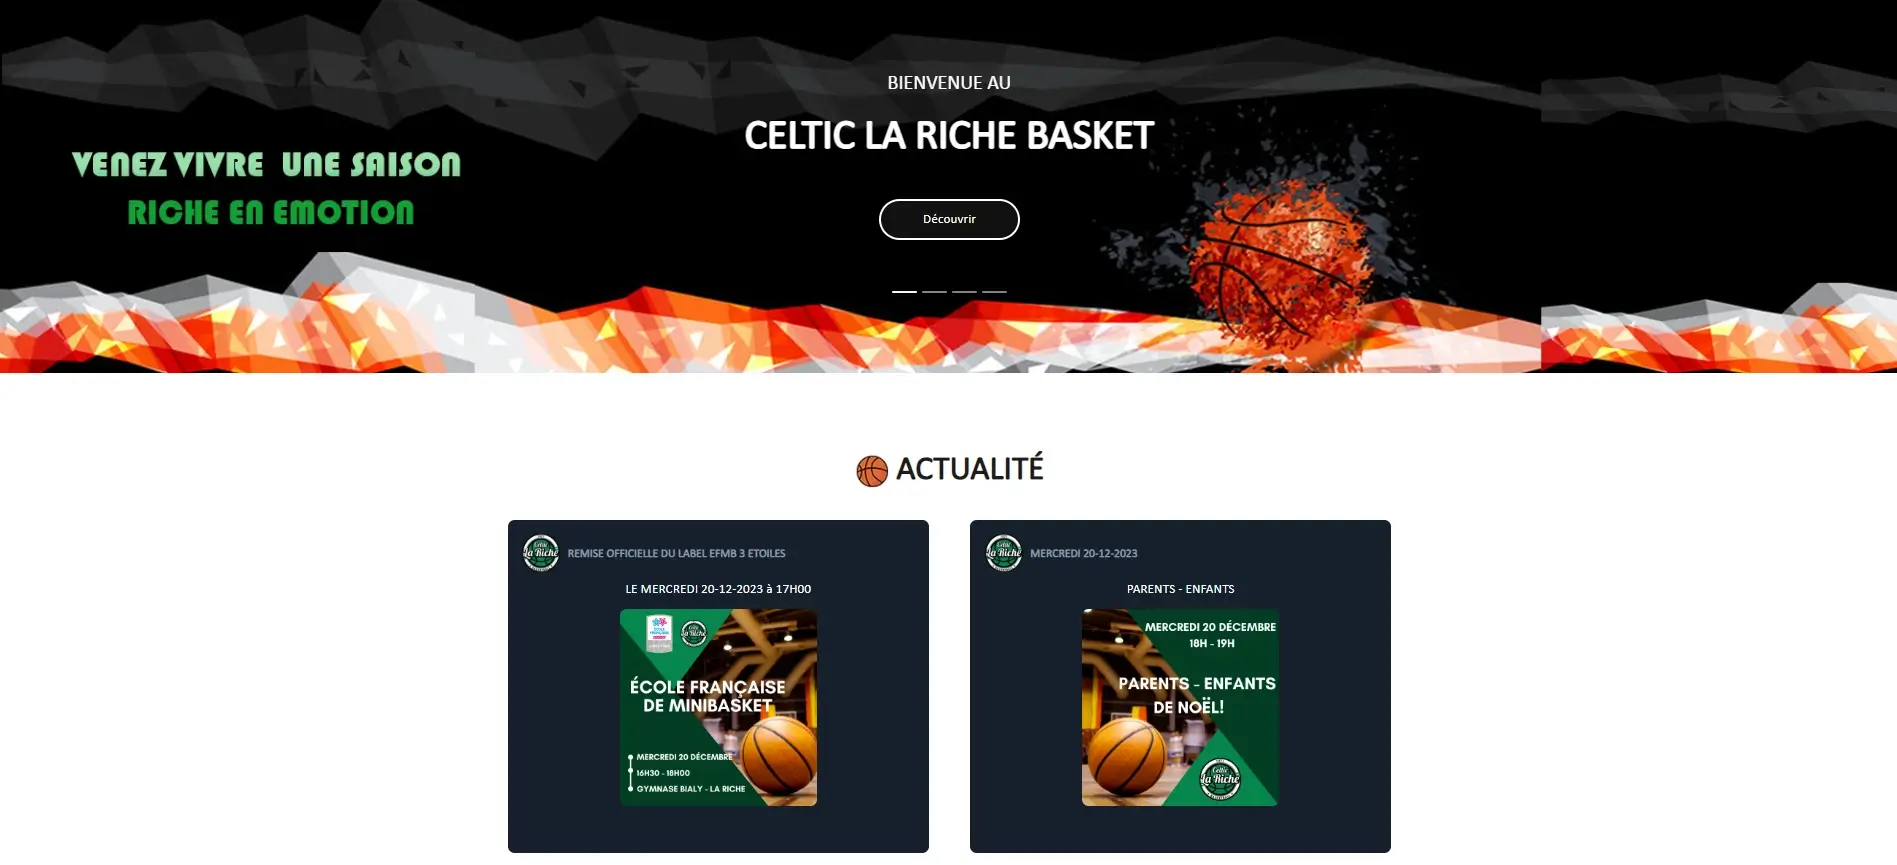 BIENVENUE AU
CELTIC LA RICHE BASKET
VENEZ VIVRE UNE SAISON
RICHE EN EMOTION
Découvrir
ACTUALITÉ
Celtic
La Riche
REMISE OFFICIELLE DU LABEL EFMB 3 ETOILES
LE MERCREDI 20-12-2023 à 17H00
ÉCOLE
FRANÇAISE
Celtic
La Riche
ÉCOLE FRANÇAISE
DE MINIBASKET
MERCREDI 20 DÉCEMBRE
16H30 - 18H00
GYMNASE BIALY - LA RICHE
Celtic
La Riche
MERCREDI 20-12-2023
PARENTS - ENFANTS
MERCREDI 20 DÉCEMBRE
18H - 19H
PARENTS - ENFANTS
DE NOËL!
Celtic
La Riche